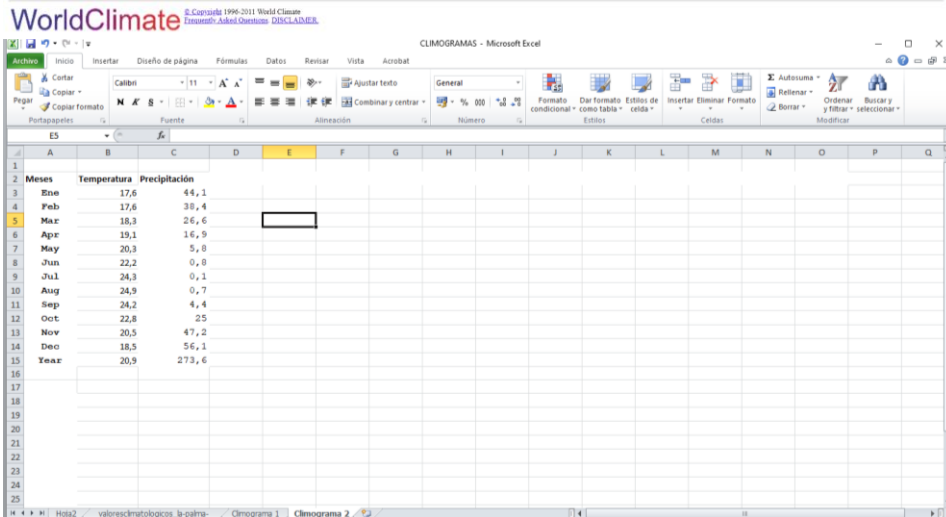 WorldClimate © Copyright 1996-2011 World Climate
Frequently Asked Questions. DISCLAIMER.
CLIMOGRAMAS - Microsoft Excel
Archivo Inicio Insertar Diseño de página Fórmulas Datos Revisar Vista Acrobat
Pegar Cortar Copiar Copiar formato Portapapeles
Calibri 11 A A N K S A Fuente
Ajustar texto Combinar y centrar Alineación
General % 000 Número
Formato condicional Dar formato como tabla Estilos de celda Estilos
Insertar Eliminar Formato Celdas
Σ Autosuma Rellenar Borrar Ordenar y filtrar Buscar y seleccionar Modificar
E5 fx
A B C D E F G H I J K L M N O P Q
1
2 Meses Temperatura Precipitación
3 Ene 17,6 44,1
4 Feb 17,6 38,4
5 Mar 18,3 26,6
6 Apr 19,1 16,9
7 May 20,3 5,8
8 Jun 22,2 0,8
9 Jul 24,3 0,1
10 Aug 24,9 0,7
11 Sep 24,2 4,4
12 Oct 22,8 25
13 Nov 20,5 47,2
14 Dec 18,5 56,1
15 Year 20,9 273,6
16
17
18
19
20
21
22
23
24
25
Hoja2 valoresclimatologicos_la-palma- Climograma 1 Climograma 2